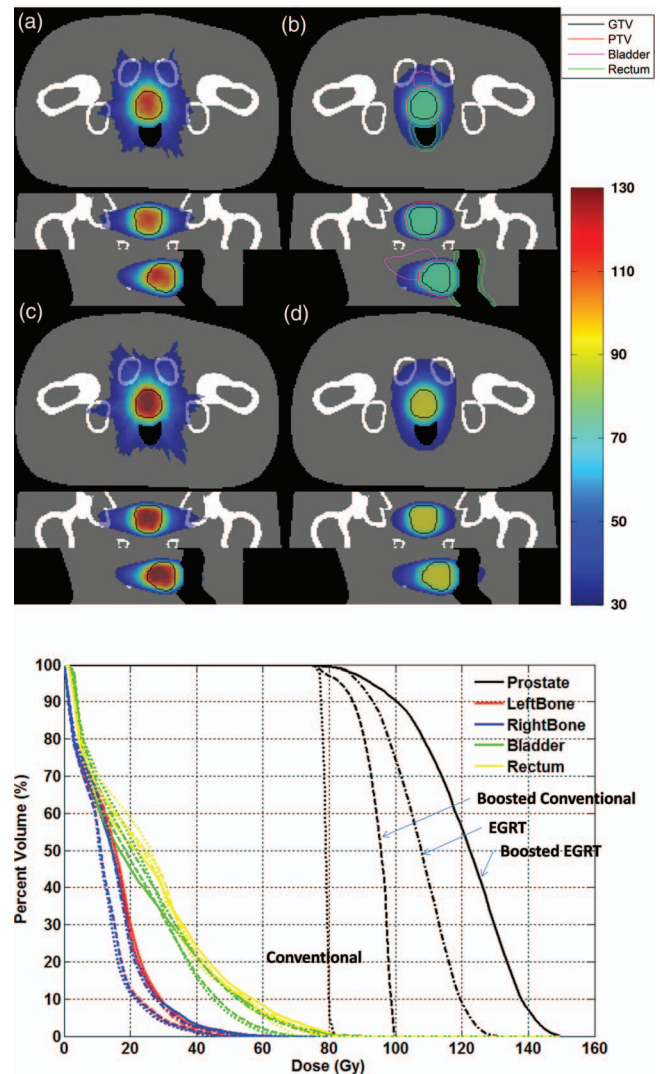 (a)
(b)
GTV
PTV
Bladder
Rectum
130
110
90
70
50
30
(c)
(d)
100
90
80
70
60
50
40
30
20
10
0
Percent Volume (%)
Prostate
LeftBone
RightBone
Bladder
Rectum
Boosted Conventional
EGRT
Boosted EGRT
Conventional
0 20 40 60 80 100 120 140 160
Dose (Gy)